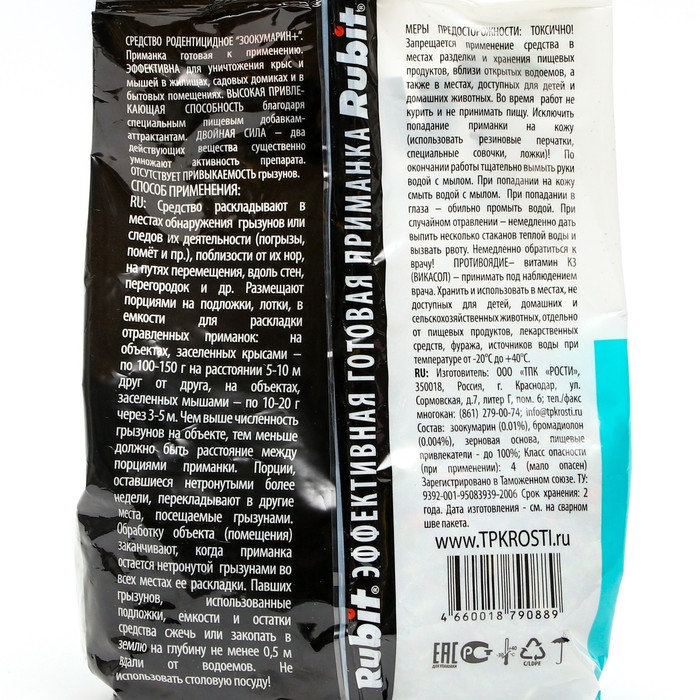 СРЕДСТВО РОДЕНТИЦИДНОЕ "ЗООКУМАРИН+".
Приманка готовая к применению.
ЭФФЕКТИВНА для уничтожения крыс и
мышей в жилищах, садовых домиках и в
бытовых помещениях. ВЫСОКАЯ ПРИВЛЕ-
КАЮЩАЯ СПОСОБНОСТЬ благодаря
специальным пищевым добавкам-
аттрактантам. ДВОЙНАЯ СИЛА – два
действующих вещества существенно
умножают активность препарата.
ОТСУТСТВУЕТ ПРИВЫКАЕМОСТЬ грызунов.
СПОСОБ ПРИМЕНЕНИЯ:
RU: Средство раскладывают в
местах обнаружения грызунов или
следов их деятельности (погрызы,
помёт и пр.), поблизости от их нор,
на путях перемещения, вдоль стен,
перегородок и др. Размещают
порциями на подложки, лотки, в
емкости для раскладки
отравленных приманок: на
объектах, заселенных крысами –
по 100-150 г на расстоянии 5-10 м
друг от друга, на объектах,
заселенных мышами – по 10-20 г
через 3-5 м. Чем выше численность
грызунов на объекте, тем меньше
должно быть расстояние между
порциями приманки. Порции,
оставшиеся нетронутыми более
недели, перекладывают в другие
места, посещаемые грызунами.
Обработку объекта (помещения)
заканчивают, когда приманка
остается нетронутой грызунами во
всех местах ее раскладки. Павших
грызунов, использованные
подложки, емкости и остатки
средства сжечь или закопать в
землю на глубину не менее 0,5 м
вдали от водоемов. Не
использовать столовую посуду!
Rubit® ЭФФЕКТИВНАЯ ГОТОВАЯ ПРИМАНКА Rubit®
МЕРЫ ПРЕДОСТОРОЖНОСТИ: ТОКСИЧНО!
Запрещается применение средства в
местах разделки и хранения пищевых
продуктов, вблизи открытых водоемов, а
также в местах, доступных для детей и
домашних животных. Во время работ не
курить и не принимать пищу. Исключить
попадание приманки на кожу
(использовать резиновые перчатки,
специальные совочки, ложки)! По
окончании работы тщательно вымыть руки
водой с мылом. При попадании на кожу
смыть водой с мылом. При попадании в
глаза – обильно промыть водой. При
случайном отравлении – немедленно дать
выпить несколько стаканов теплой воды и
вызвать рвоту. Немедленно обратиться к
врачу! ПРОТИВОЯДИЕ– витамин К3
(ВИКАСОЛ) – принимать под наблюдением
врача. Хранить и использовать в местах, не
доступных для детей, домашних и
сельскохозяйственных животных, отдельно
от пищевых продуктов, лекарственных
средств, фуража, источников воды при
температуре от -20°С до +40°С.
RU: Изготовитель: ООО «ТПК «РОСТИ»,
350018, Россия, г. Краснодар, ул.
Сормовская, д.7, литер Г, пом. 6; тел./факс
многокан: (861) 279-00-74; info@tpkrosti.ru
Состав: зоокумарин (0.01%), бромадиолон
(0.004%), зерновая основа, пищевые
привлекатели - до 100%; Класс опасности
(при применении): 4 (мало опасен)
Зарегистрировано в Таможенном союзе. ТУ:
9392-001-95083939-2006. Срок хранения: 2
года. Дата изготовления - см. на сварном
шве пакета.
www.TPKROSTI.ru
4 660018 790889
EAC
C/LDPE